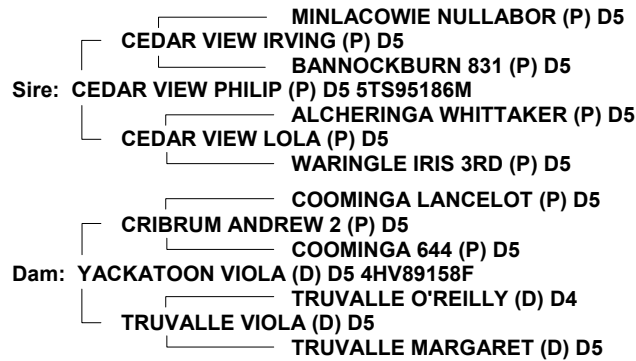 MINLACOWIE NULLABOR (P) D5
CEDAR VIEW IRVING (P) D5
BANNOCKBURN 831 (P) D5
Sire: CEDAR VIEW PHILIP (P) D5 5TS95186M
ALCHERINGA WHITTAKER (P) D5
CEDAR VIEW LOLA (P) D5
WARINGLE IRIS 3RD (P) D5
COOMINGA LANCELOT (P) D5
CRIBRUM ANDREW 2 (P) D5
COOMINGA 644 (P) D5
Dam: YACKATOON VIOLA (D) D5 4HV89158F
TRUVALLE O'REILLY (D) D4
TRUVALLE VIOLA (D) D5
TRUVALLE MARGARET (D) D5